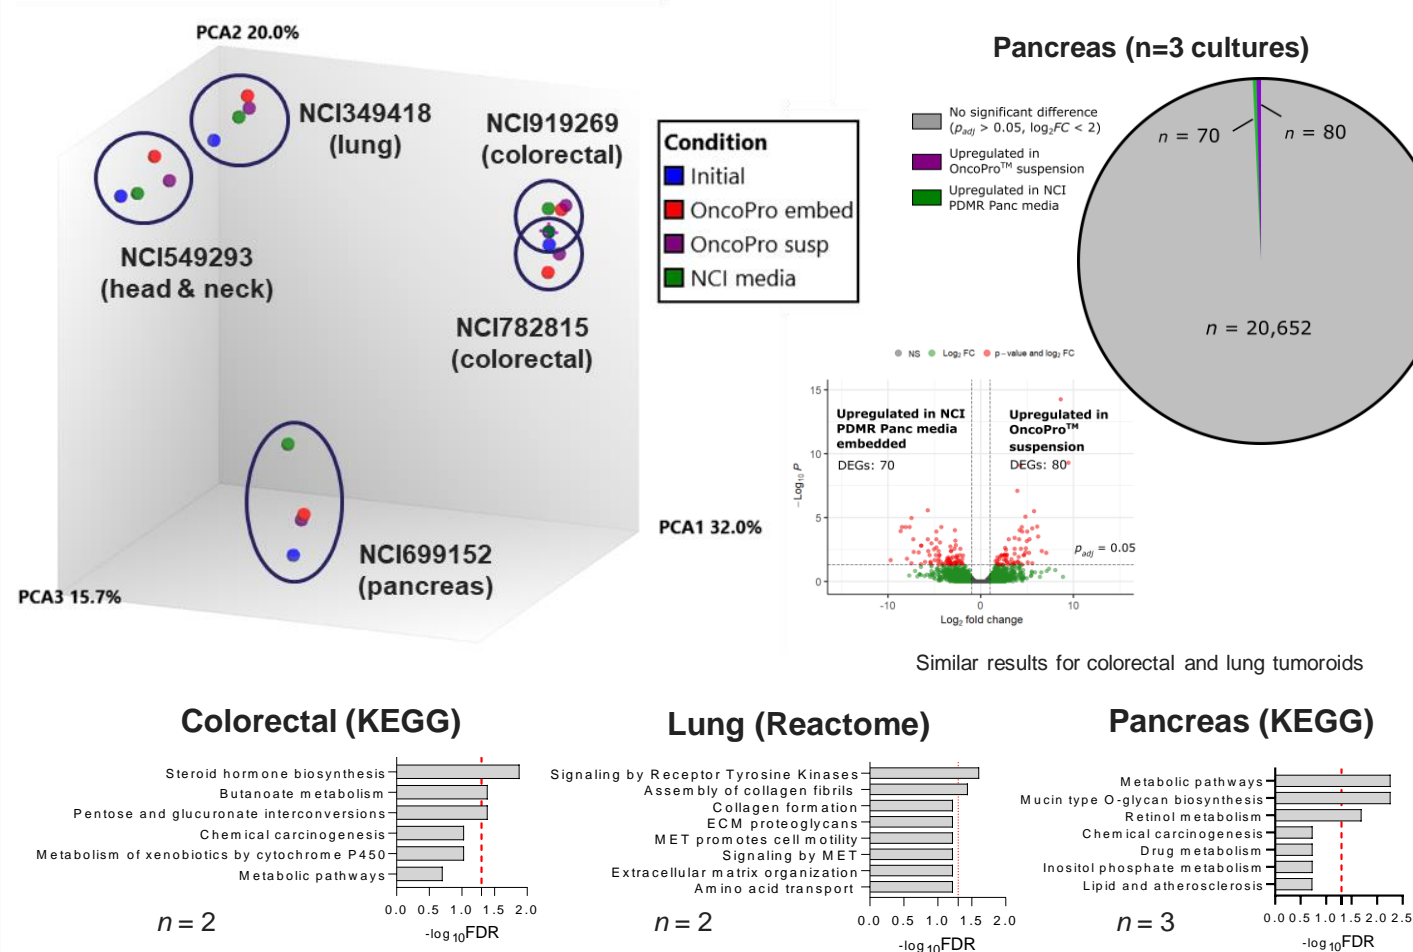 PCA2 20.0%
NCI349418
(lung)
NCI919269
(colorectal)
NCI549293
(head & neck)
NCI782815
(colorectal)
NCI699152
(pancreas)
PCA1 32.0%
PCA3 15.7%
Condition
Initial
OncoPro embed
OncoPro susp
NCI media
Pancreas (n=3 cultures)
No significant difference
(padj > 0.05, log2FC < 2)
Upregulated in
OncoPro™ suspension
Upregulated in NCI
PDMR Panc media
n = 70
n = 80
n = 20,652
NS
Log2 FC
p-value and log2 FC
Upregulated in NCI
PDMR Panc media
embedded
DEGs: 70
Upregulated in
OncoPro™
suspension
DEGs: 80
padj = 0.05
15
10
5
0
-Log10 P
-10
0
10
Log2 fold change
Similar results for colorectal and lung tumoroids
Colorectal (KEGG)
Steroid hormone biosynthesis
Butanoate metabolism
Pentose and glucuronate interconversions
Chemical carcinogenesis
Metabolism of xenobiotics by cytochrome P450
Metabolic pathways
0.0 0.5 1.0 1.5 2.0
-log10FDR
n = 2
Lung (Reactome)
Signaling by Receptor Tyrosine Kinases
Assembly of collagen fibrils
Collagen formation
ECM proteoglycans
MET promotes cell motility
Signaling by MET
Extracellular matrix organization
Amino acid transport
0.0 0.5 1.0 1.5 2.0
-log10FDR
n = 2
Pancreas (KEGG)
Metabolic pathways
Mucin type O-glycan biosynthesis
Retinol metabolism
Chemical carcinogenesis
Drug metabolism
Inositol phosphate metabolism
Lipid and atherosclerosis
0.0 0.5 1.0 1.5 2.0 2.5
-log10FDR
n = 3